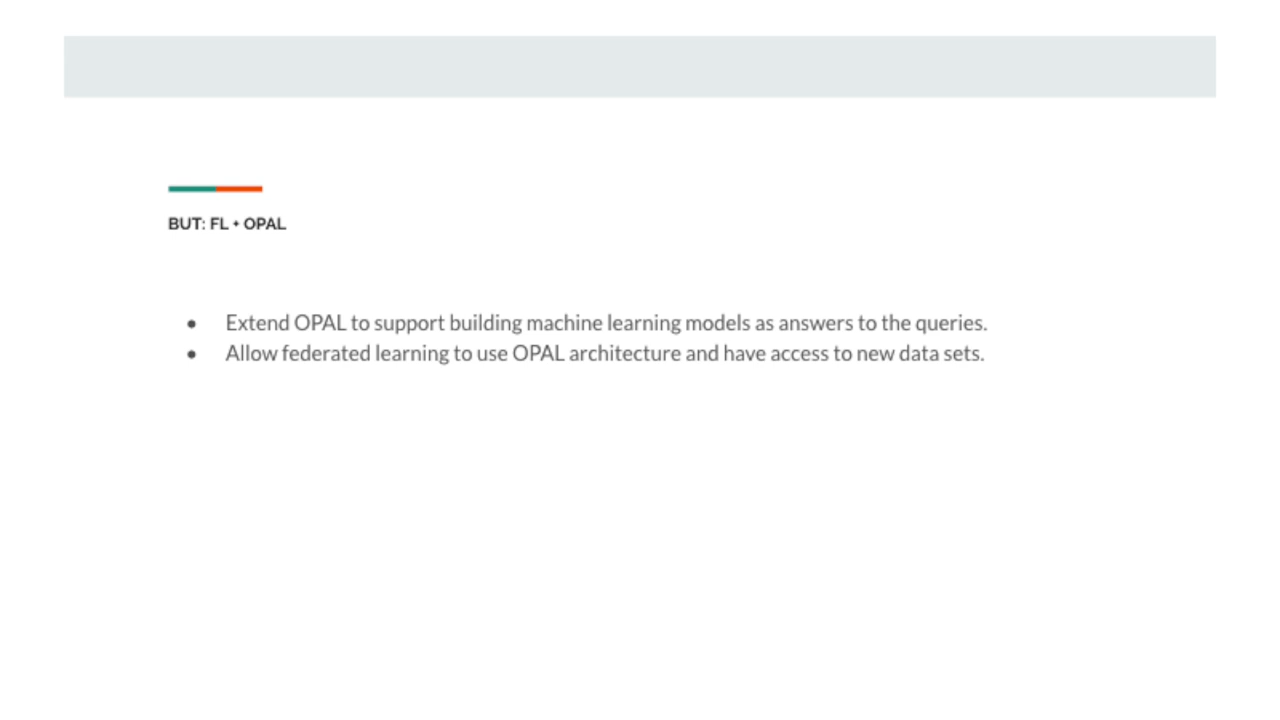 BUT: FL + OPAL
● Extend OPAL to support building machine learning models as answers to the queries.
● Allow federated learning to use OPAL architecture and have access to new data sets.